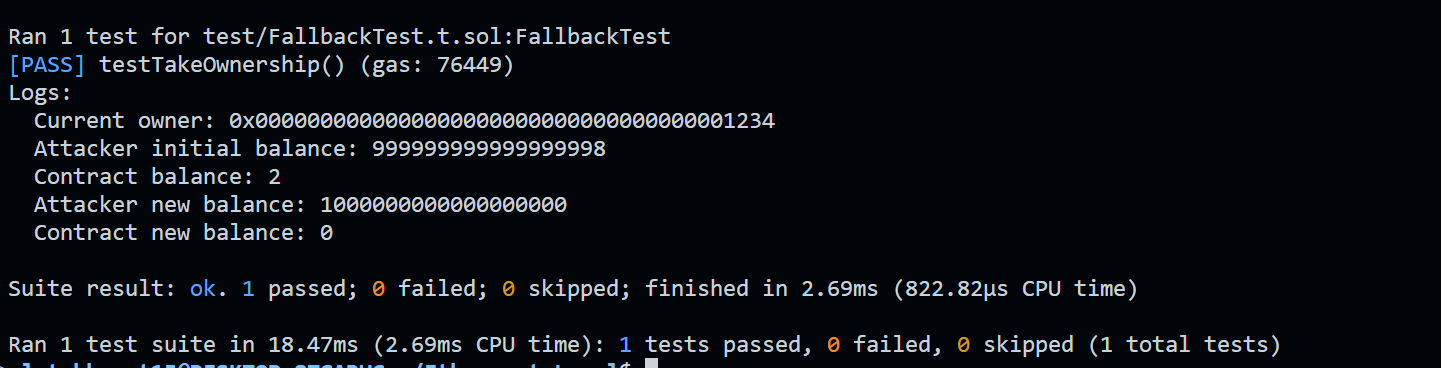 Ran 1 test for test/FallbackTest.t.sol:FallbackTest
[PASS] testTakeOwnership() (gas: 76449)
Logs:
Current owner: 0x0000000000000000000000000000000000001234
Attacker initial balance: 999999999999999998
Contract balance: 2
Attacker new balance: 1000000000000000000
Contract new balance: 0
Suite result: ok. 1 passed; 0 failed; 0 skipped; finished in 2.69ms (822.82µs CPU time)
Ran 1 test suite in 18.47ms (2.69ms CPU time): 1 tests passed, 0 failed, 0 skipped (1 total tests)